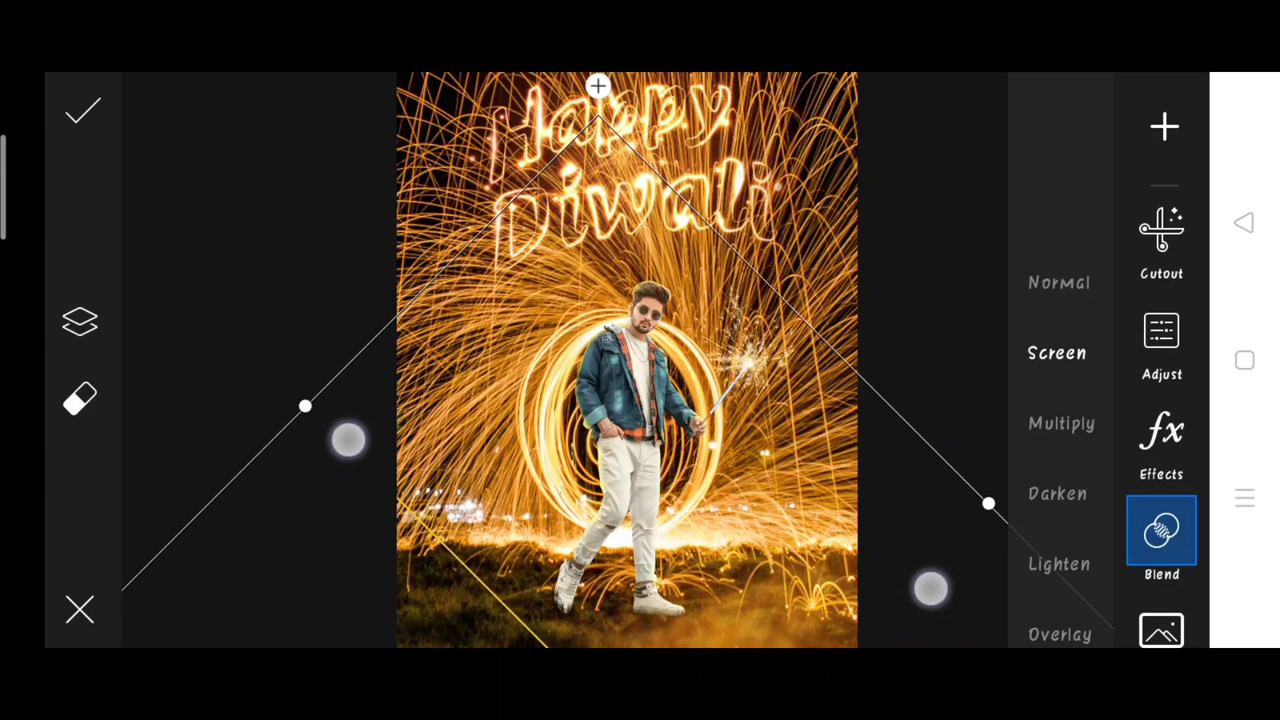 Happy
Diwali
Normal
Screen
Multiply
Darken
Lighten
Overlay
Cutout
Adjust
fx
Effects
Blend